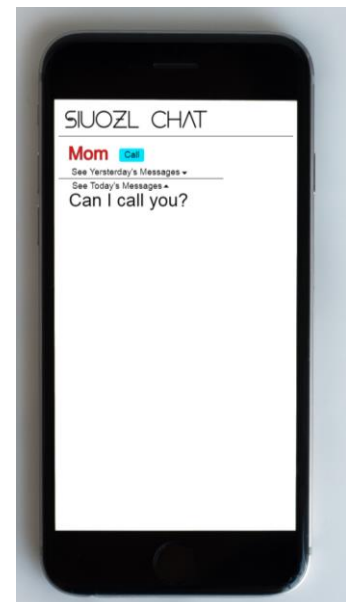 SIUOZL CHAT
Mom Call
See Yersterday's Messages ▾
See Today's Messages ▴
Can I call you?